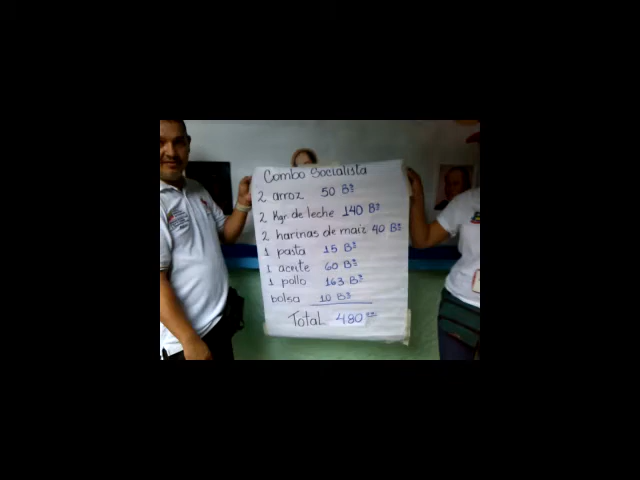 Combo Socialista
2 arroz 50 Bs
2 Kgr de leche 140 Bs
2 harinas de maiz 40 Bs
1 pasta 15 Bs
1 aceite 60 Bs
1 pollo 163 Bs
bolsa 10 Bs
Total 480